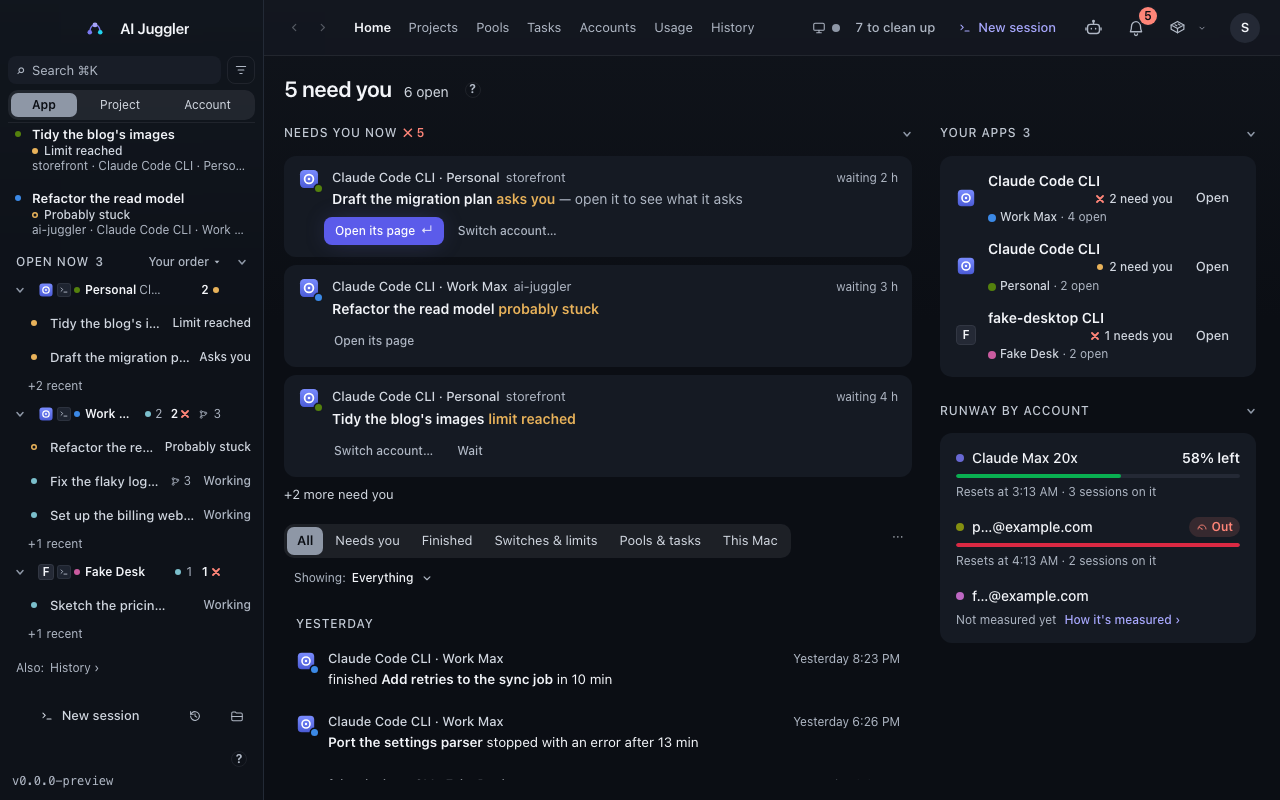 AI Juggler
Search ⌘K
App Project Account
Tidy the blog's images
Limit reached
storefront · Claude Code CLI · Perso...
Refactor the read model
Probably stuck
ai-juggler · Claude Code CLI · Work ...
OPEN NOW 3 Your order
Personal Cl... 2
Tidy the blog's i... Limit reached
Draft the migration p... Asks you
+2 recent
Work ... 2 2 3
Refactor the re... Probably stuck
Fix the flaky log... 3 Working
Set up the billing web... Working
+1 recent
F Fake Desk 1 1
Sketch the pricin... Working
+1 recent
Also: History ›
New session
?
v0.0.0-preview
Home Projects Pools Tasks Accounts Usage History
7 to clean up New session 5 S
5 need you 6 open ?
NEEDS YOU NOW 5
Claude Code CLI · Personal storefront waiting 2 h
Draft the migration plan asks you — open it to see what it asks
Open its page ↵ Switch account...
Claude Code CLI · Work Max ai-juggler waiting 3 h
Refactor the read model probably stuck
Open its page
Claude Code CLI · Personal storefront waiting 4 h
Tidy the blog's images limit reached
Switch account... Wait
+2 more need you
All Needs you Finished Switches & limits Pools & tasks This Mac ...
Showing: Everything
YESTERDAY
Claude Code CLI · Work Max Yesterday 8:23 PM
finished Add retries to the sync job in 10 min
Claude Code CLI · Work Max Yesterday 6:26 PM
Port the settings parser stopped with an error after 13 min
YOUR APPS 3
Claude Code CLI
2 need you Open
Work Max · 4 open
Claude Code CLI
2 need you Open
Personal · 2 open
fake-desktop CLI
F 1 needs you Open
Fake Desk · 2 open
RUNWAY BY ACCOUNT
Claude Max 20x 58% left
Resets at 3:13 AM · 3 sessions on it
p...@example.com Out
Resets at 4:13 AM · 2 sessions on it
f...@example.com
Not measured yet How it's measured ›